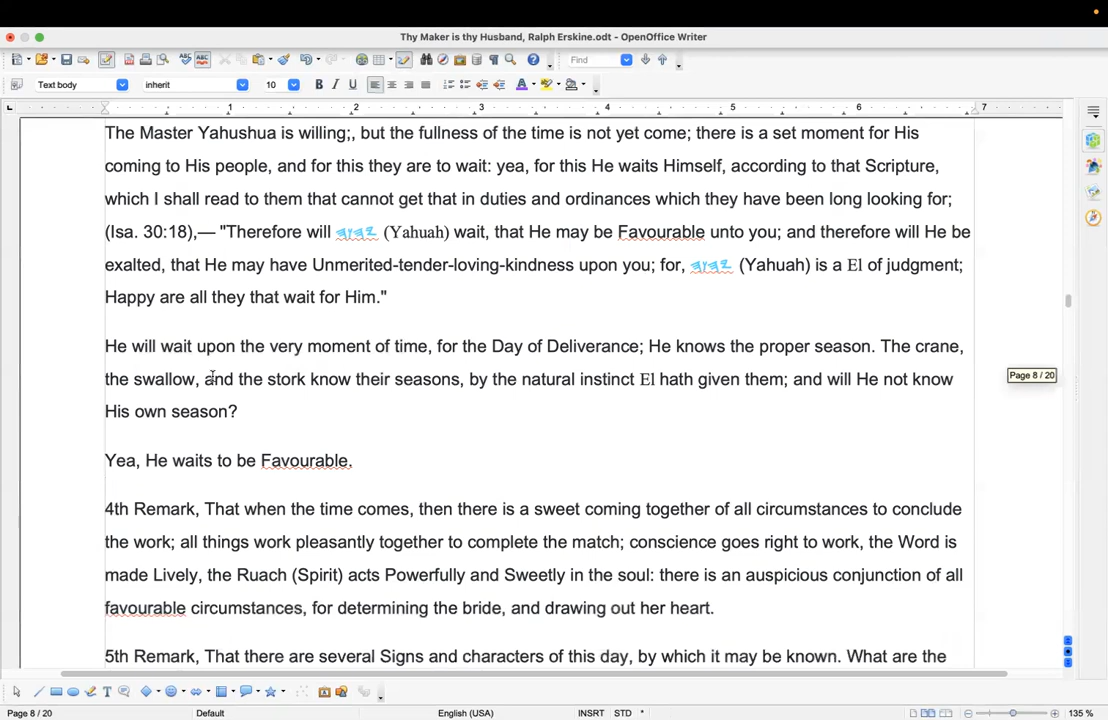 Thy Maker is thy Husband, Ralph Erskine.odt - OpenOffice Writer
Find
Text body inherit 10 B I U
1 2 3 4 5 6 7
The Master Yahushua is willing;, but the fullness of the time is not yet come; there is a set moment for His
coming to His people, and for this they are to wait: yea, for this He waits Himself, according to that Scripture,
which I shall read to them that cannot get that in duties and ordinances which they have been long looking for;
(Isa. 30:18),— "Therefore will (Yahuah) wait, that He may be Favourable unto you; and therefore will He be
exalted, that He may have Unmerited-tender-loving-kindness upon you; for, (Yahuah) is a El of judgment;
Happy are all they that wait for Him."
He will wait upon the very moment of time, for the Day of Deliverance; He knows the proper season. The crane,
the swallow, and the stork know their seasons, by the natural instinct El hath given them; and will He not know
Page 8 / 20
His own season?
Yea, He waits to be Favourable.
4th Remark, That when the time comes, then there is a sweet coming together of all circumstances to conclude
the work; all things work pleasantly together to complete the match; conscience goes right to work, the Word is
made Lively, the Ruach (Spirit) acts Powerfully and Sweetly in the soul: there is an auspicious conjunction of all
favourable circumstances, for determining the bride, and drawing out her heart.
5th Remark, That there are several Signs and characters of this day, by which it may be known. What are the
Page 8 / 20 Default English (USA) INSRT STD * 135 %